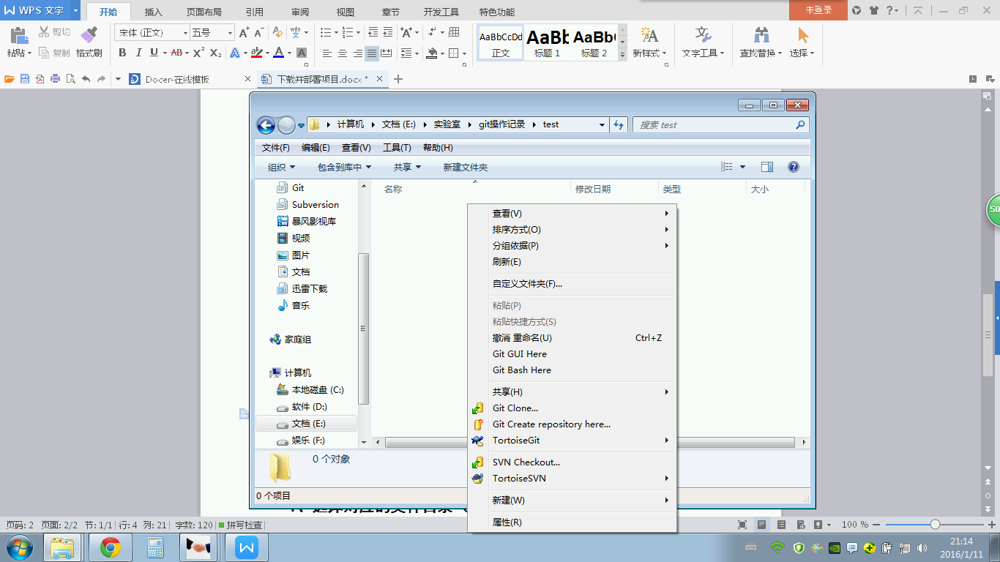 WPS 文字
开始 插入 页面布局 引用 审阅 视图 章节 开发工具 特色功能 未登录
粘贴 剪切 复制 格式刷
宋体 (正文) 五号
AaBbCcDd 正文 AaBb 标题 1 AaBb 标题 2 新样式 文字工具 查找替换 选择
Docer-在线模板 下载并部署项目.docx *
计算机 文档 (E:) 实验室 git操作记录 test 搜索 test
文件(F) 编辑(E) 查看(V) 工具(T) 帮助(H)
组织 包含到库中 共享 新建文件夹
名称 修改日期 类型 大小
Git
Subversion
暴风影视库
视频
图片
文档
迅雷下载
音乐
家庭组
计算机
本地磁盘 (C:)
软件 (D:)
文档 (E:)
娱乐 (F:)
查看(V)
排序方式(O)
分组依据(P)
刷新(E)
自定义文件夹(F)...
粘贴(P)
粘贴快捷方式(S)
撤消 重命名(U) Ctrl+Z
Git GUI Here
Git Bash Here
共享(H)
Git Clone...
Git Create repository here...
TortoiseGit
SVN Checkout...
TortoiseSVN
新建(W)
属性(R)
0 个对象
0 个项目
50
页码: 2 页面: 2/2 节: 1/1 行: 4 列: 21 字数: 120 拼写检查 100 %
21:14
2016/1/11